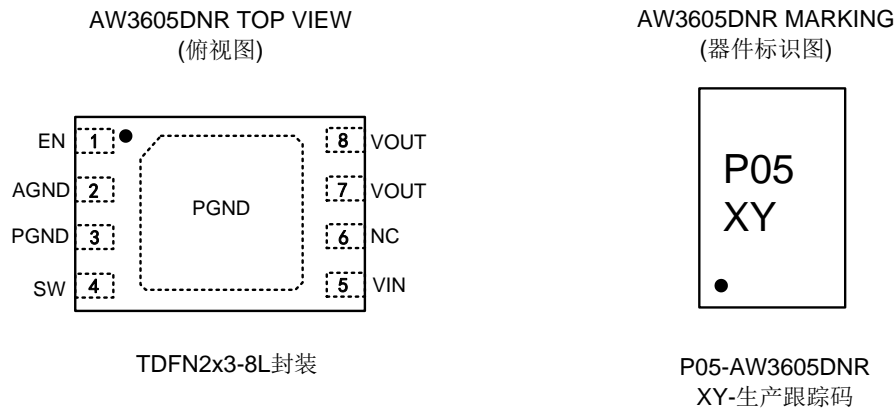 AW3605DNR TOP VIEW
(俯视图)
EN 1 8 VOUT
AGND 2 7 VOUT
PGND
PGND 3 6 NC
SW 4 5 VIN
TDFN2x3-8L封装
AW3605DNR MARKING
(器件标识图)
P05
XY
P05-AW3605DNR
XY-生产跟踪码